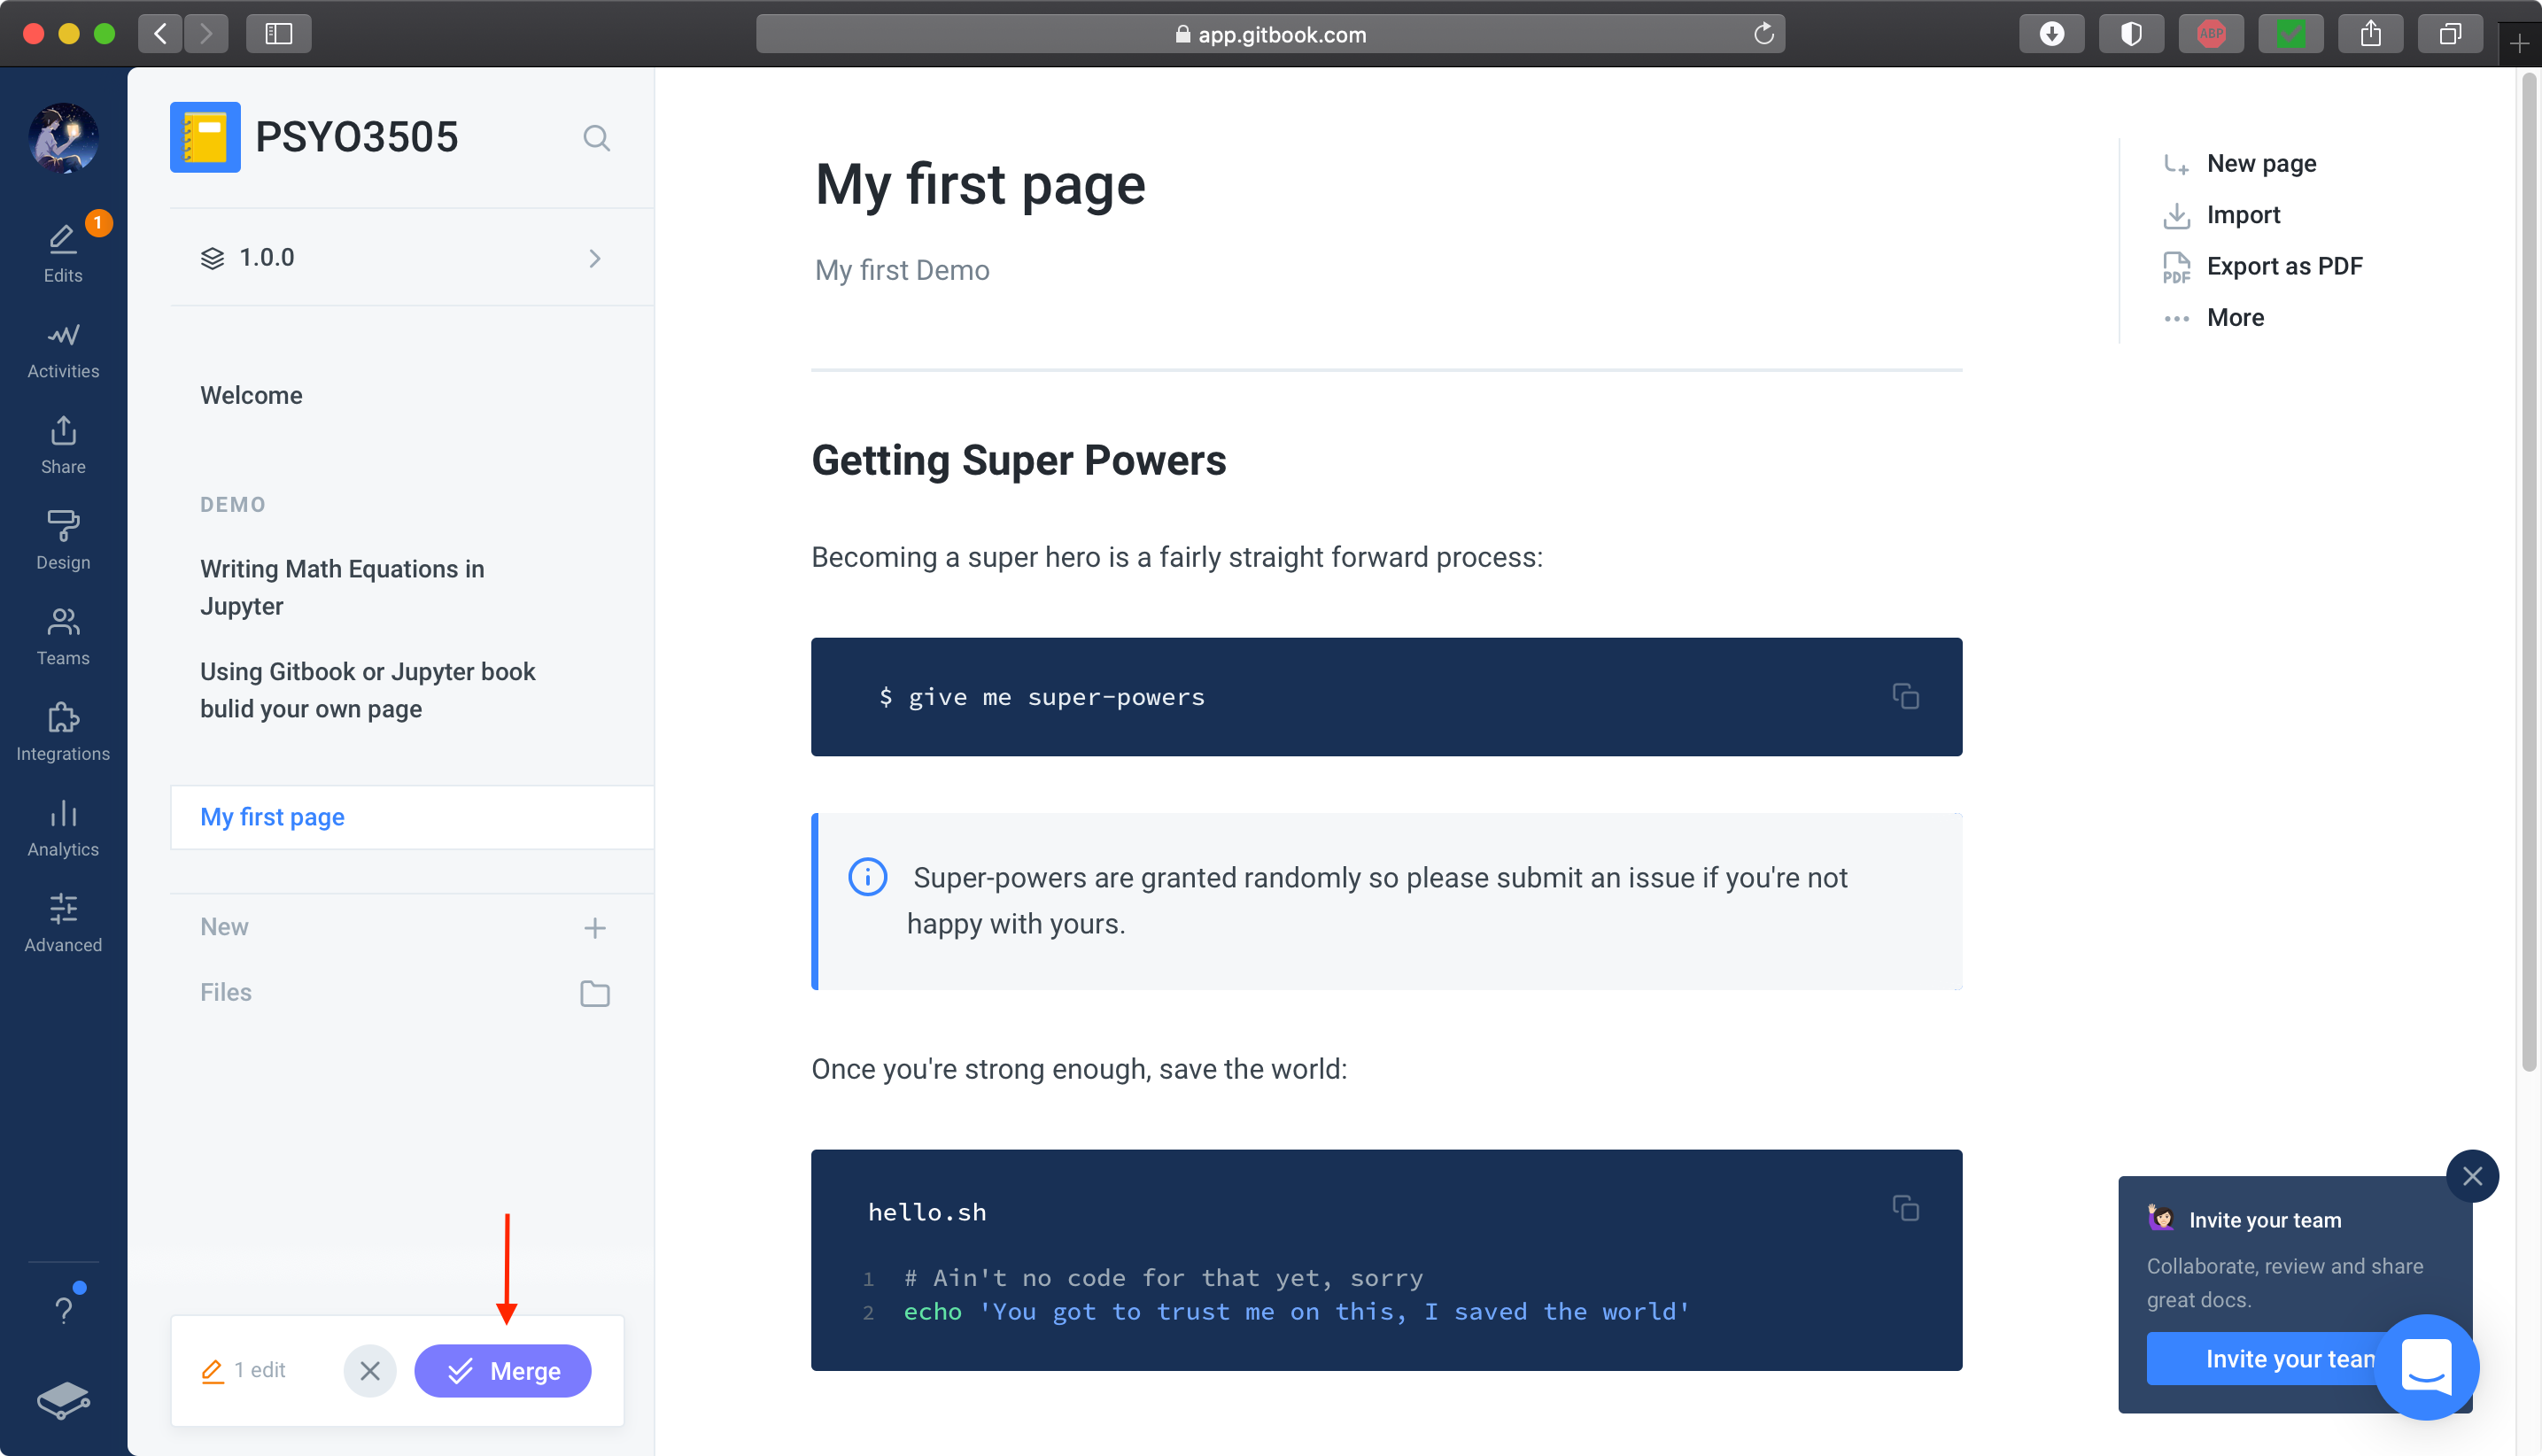 app.gitbook.com
ABP
1
Edits
Activities
Share
Design
Teams
Integrations
Analytics
Advanced
?
PSYO3505
1.0.0
Welcome
DEMO
Writing Math Equations in
Jupyter
Using Gitbook or Jupyter book
bulid your own page
My first page
New
Files
1 edit
Merge
My first page
My first Demo
Getting Super Powers
Becoming a super hero is a fairly straight forward process:
$ give me super-powers
Super-powers are granted randomly so please submit an issue if you're not
happy with yours.
Once you're strong enough, save the world:
hello.sh
1 # Ain't no code for that yet, sorry
2 echo 'You got to trust me on this, I saved the world'
New page
Import
PDF Export as PDF
More
Invite your team
Collaborate, review and share
great docs.
Invite your team